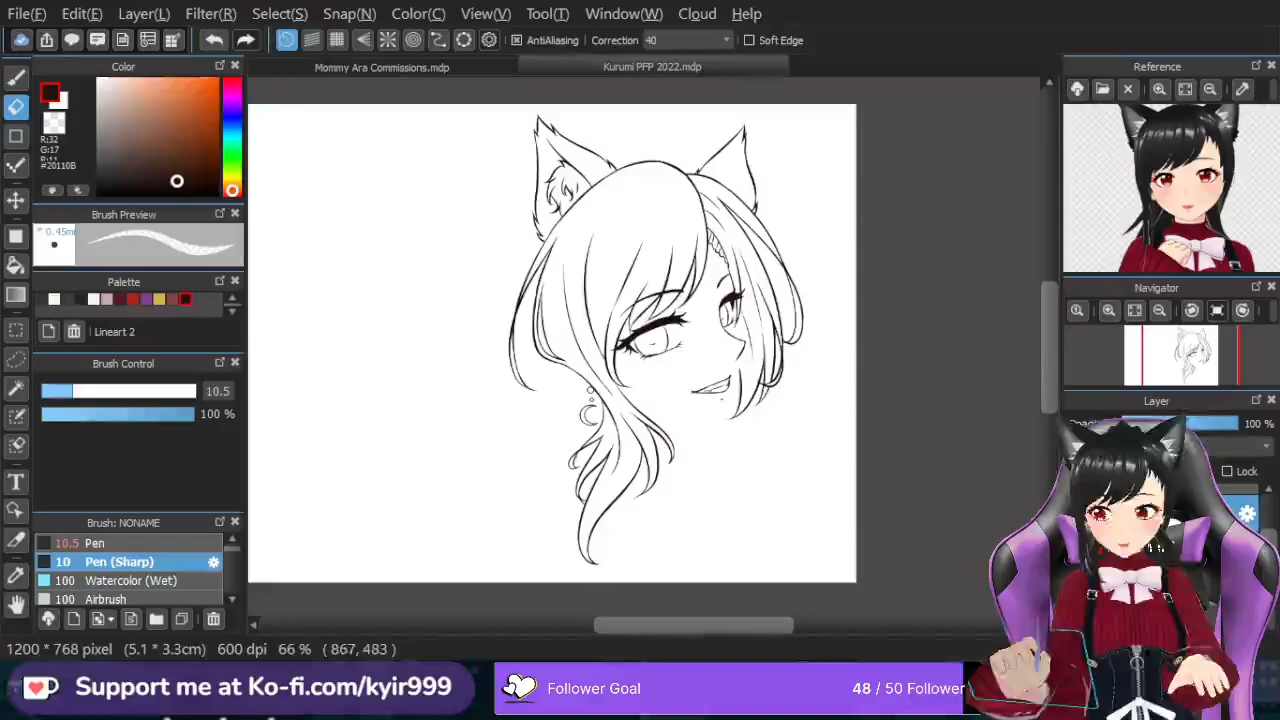 File(F) Edit(E) Layer(L) Filter(R) Select(S) Snap(N) Color(C) View(V) Tool(T) Window(W) Cloud Help
AntiAliasing Correction 40 Soft Edge
Color
Mommy Ara Commissions.mdp
Kurumi PFP 2022.mdp
Reference
R:32
G:17
B:11
#20110B
Brush Preview
0.45mm
Palette
Lineart 2
Brush Control
10.5
100 %
Brush: NONAME
10.5 Pen
10 Pen (Sharp)
100 Watercolor (Wet)
100 Airbrush
Navigator
Layer
100 %
Lock
1200 * 768 pixel (5.1 * 3.3cm) 600 dpi 66 % ( 867, 483 )
Support me at Ko-fi.com/kyir999
Follower Goal
48 / 50 Follower